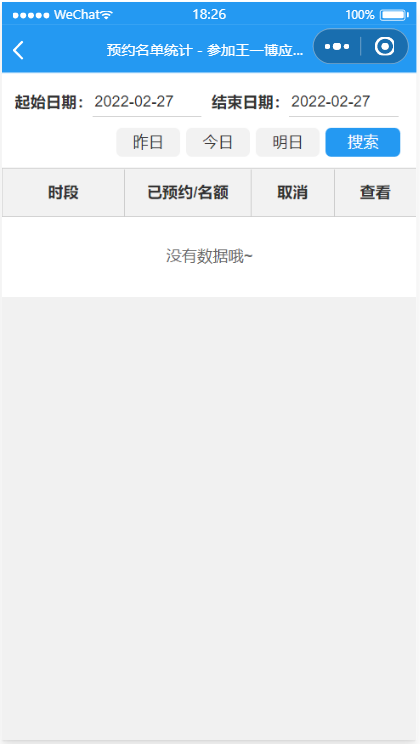 WeChat 18:26 100%
预约名单统计 - 参加王一博应...
起始日期： 2022-02-27 结束日期： 2022-02-27
昨日 今日 明日 搜索
时段 已预约/名额 取消 查看
没有数据哦~